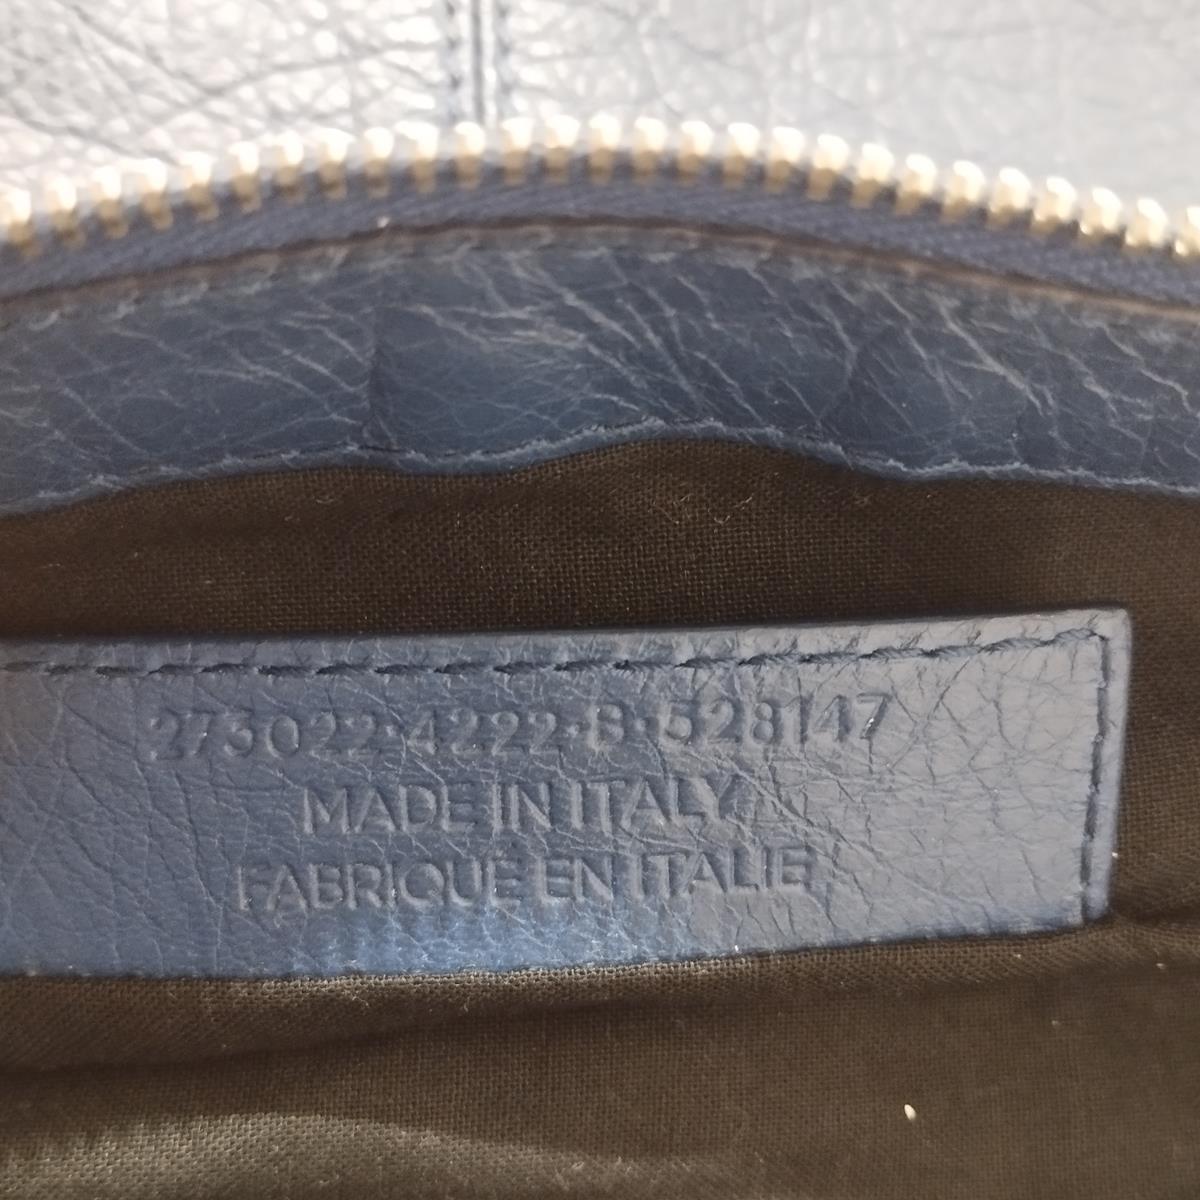 273022·4222·B·528147
MADE IN ITALY
FABRIQUÉ EN ITALIE